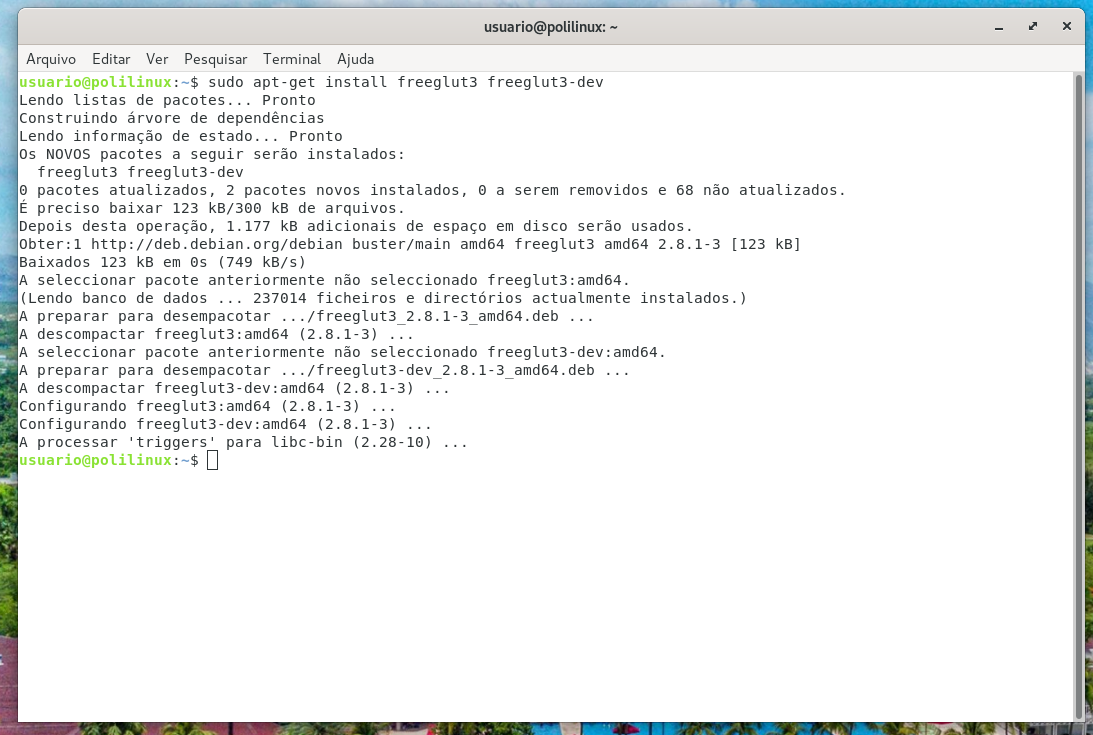 usuario@polilinux: ~
Arquivo Editar Ver Pesquisar Terminal Ajuda
usuario@polilinux:~$ sudo apt-get install freeglut3 freeglut3-dev
Lendo listas de pacotes... Pronto
Construindo árvore de dependências
Lendo informação de estado... Pronto
Os NOVOS pacotes a seguir serão instalados:
  freeglut3 freeglut3-dev
0 pacotes atualizados, 2 pacotes novos instalados, 0 a serem removidos e 68 não atualizados.
É preciso baixar 123 kB/300 kB de arquivos.
Depois desta operação, 1.177 kB adicionais de espaço em disco serão usados.
Obter:1 http://deb.debian.org/debian buster/main amd64 freeglut3 amd64 2.8.1-3 [123 kB]
Baixados 123 kB em 0s (749 kB/s)
A seleccionar pacote anteriormente não seleccionado freeglut3:amd64.
(Lendo banco de dados ... 237014 ficheiros e directórios actualmente instalados.)
A preparar para desempacotar .../freeglut3_2.8.1-3_amd64.deb ...
A descompactar freeglut3:amd64 (2.8.1-3) ...
A seleccionar pacote anteriormente não seleccionado freeglut3-dev:amd64.
A preparar para desempacotar .../freeglut3-dev_2.8.1-3_amd64.deb ...
A descompactar freeglut3-dev:amd64 (2.8.1-3) ...
Configurando freeglut3:amd64 (2.8.1-3) ...
Configurando freeglut3-dev:amd64 (2.8.1-3) ...
A processar 'triggers' para libc-bin (2.28-10) ...
usuario@polilinux:~$